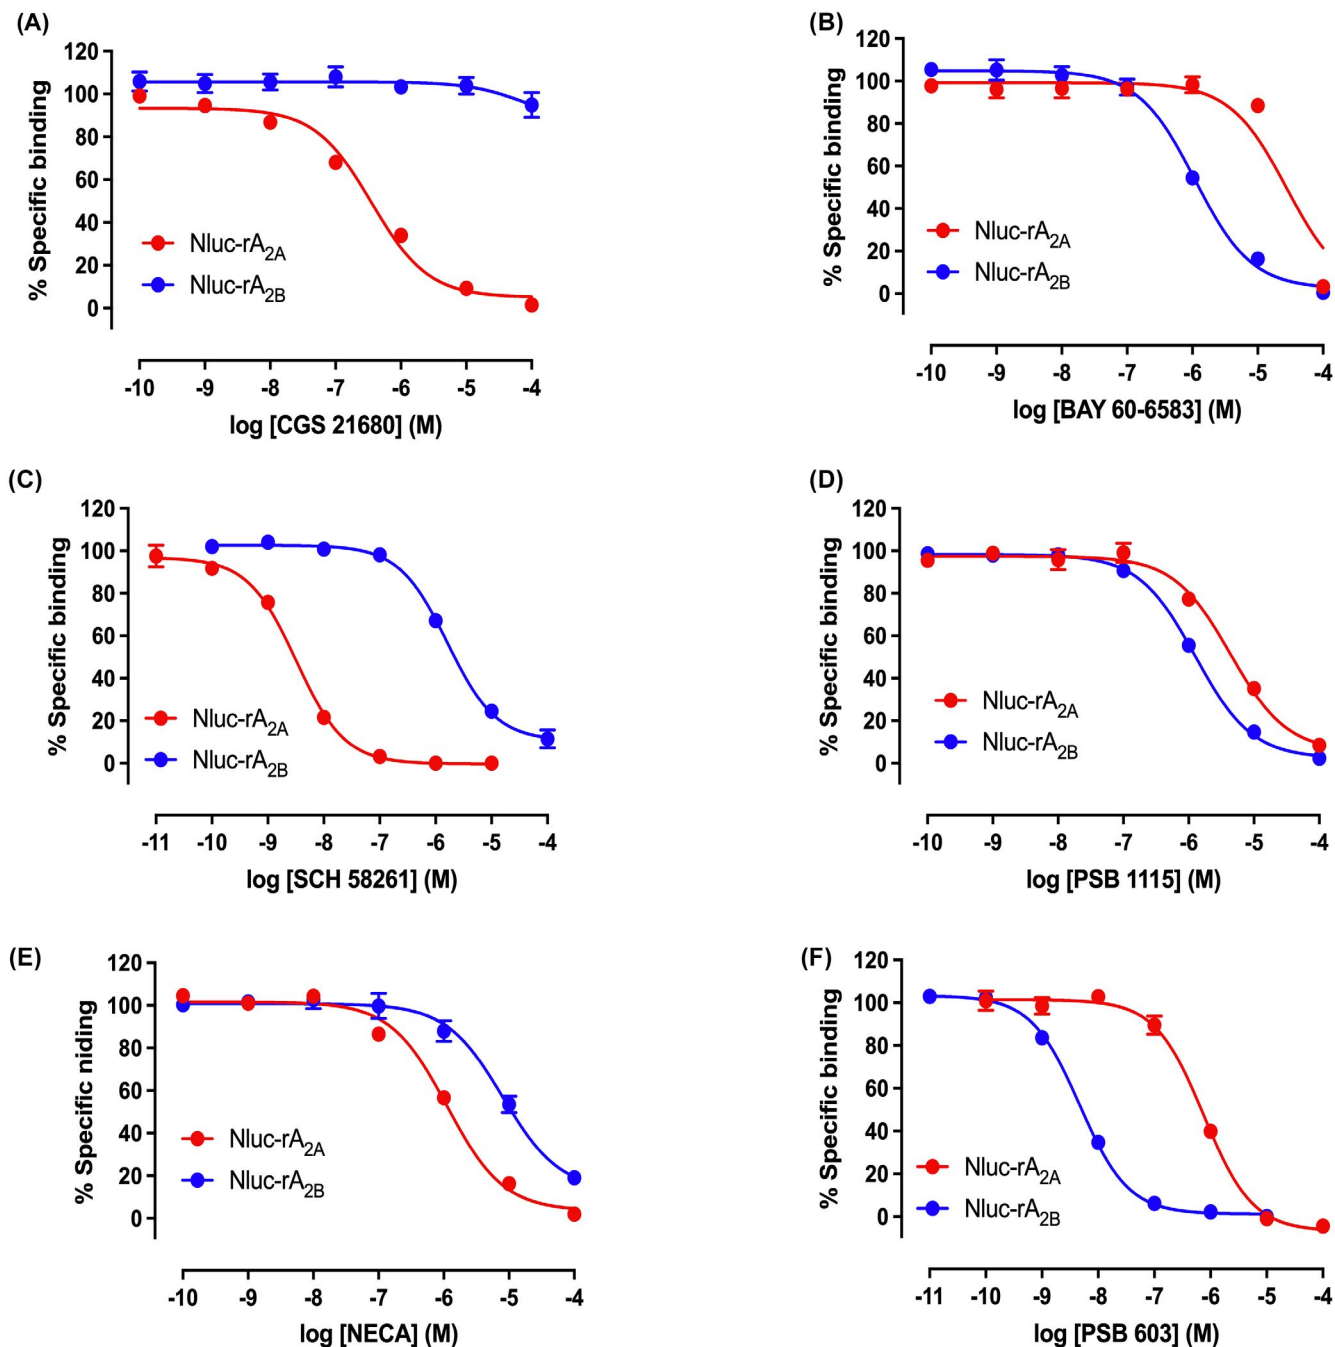 (A)
120
100
80
60
40
20
0
% Specific binding
Nluc-rA2A
Nluc-rA2B
-10 -9 -8 -7 -6 -5 -4
log [CGS 21680] (M)
(B)
120
100
80
60
40
20
0
% Specific binding
Nluc-rA2A
Nluc-rA2B
-10 -9 -8 -7 -6 -5 -4
log [BAY 60-6583] (M)
(C)
120
100
80
60
40
20
0
% Specific binding
Nluc-rA2A
Nluc-rA2B
-11 -10 -9 -8 -7 -6 -5 -4
log [SCH 58261] (M)
(D)
120
100
80
60
40
20
0
% Specific binding
Nluc-rA2A
Nluc-rA2B
-10 -9 -8 -7 -6 -5 -4
log [PSB 1115] (M)
(E)
120
100
80
60
40
20
0
% Specific niding
Nluc-rA2A
Nluc-rA2B
-10 -9 -8 -7 -6 -5 -4
log [NECA] (M)
(F)
120
100
80
60
40
20
0
% Specific binding
Nluc-rA2A
Nluc-rA2B
-11 -10 -9 -8 -7 -6 -5 -4
log [PSB 603] (M)